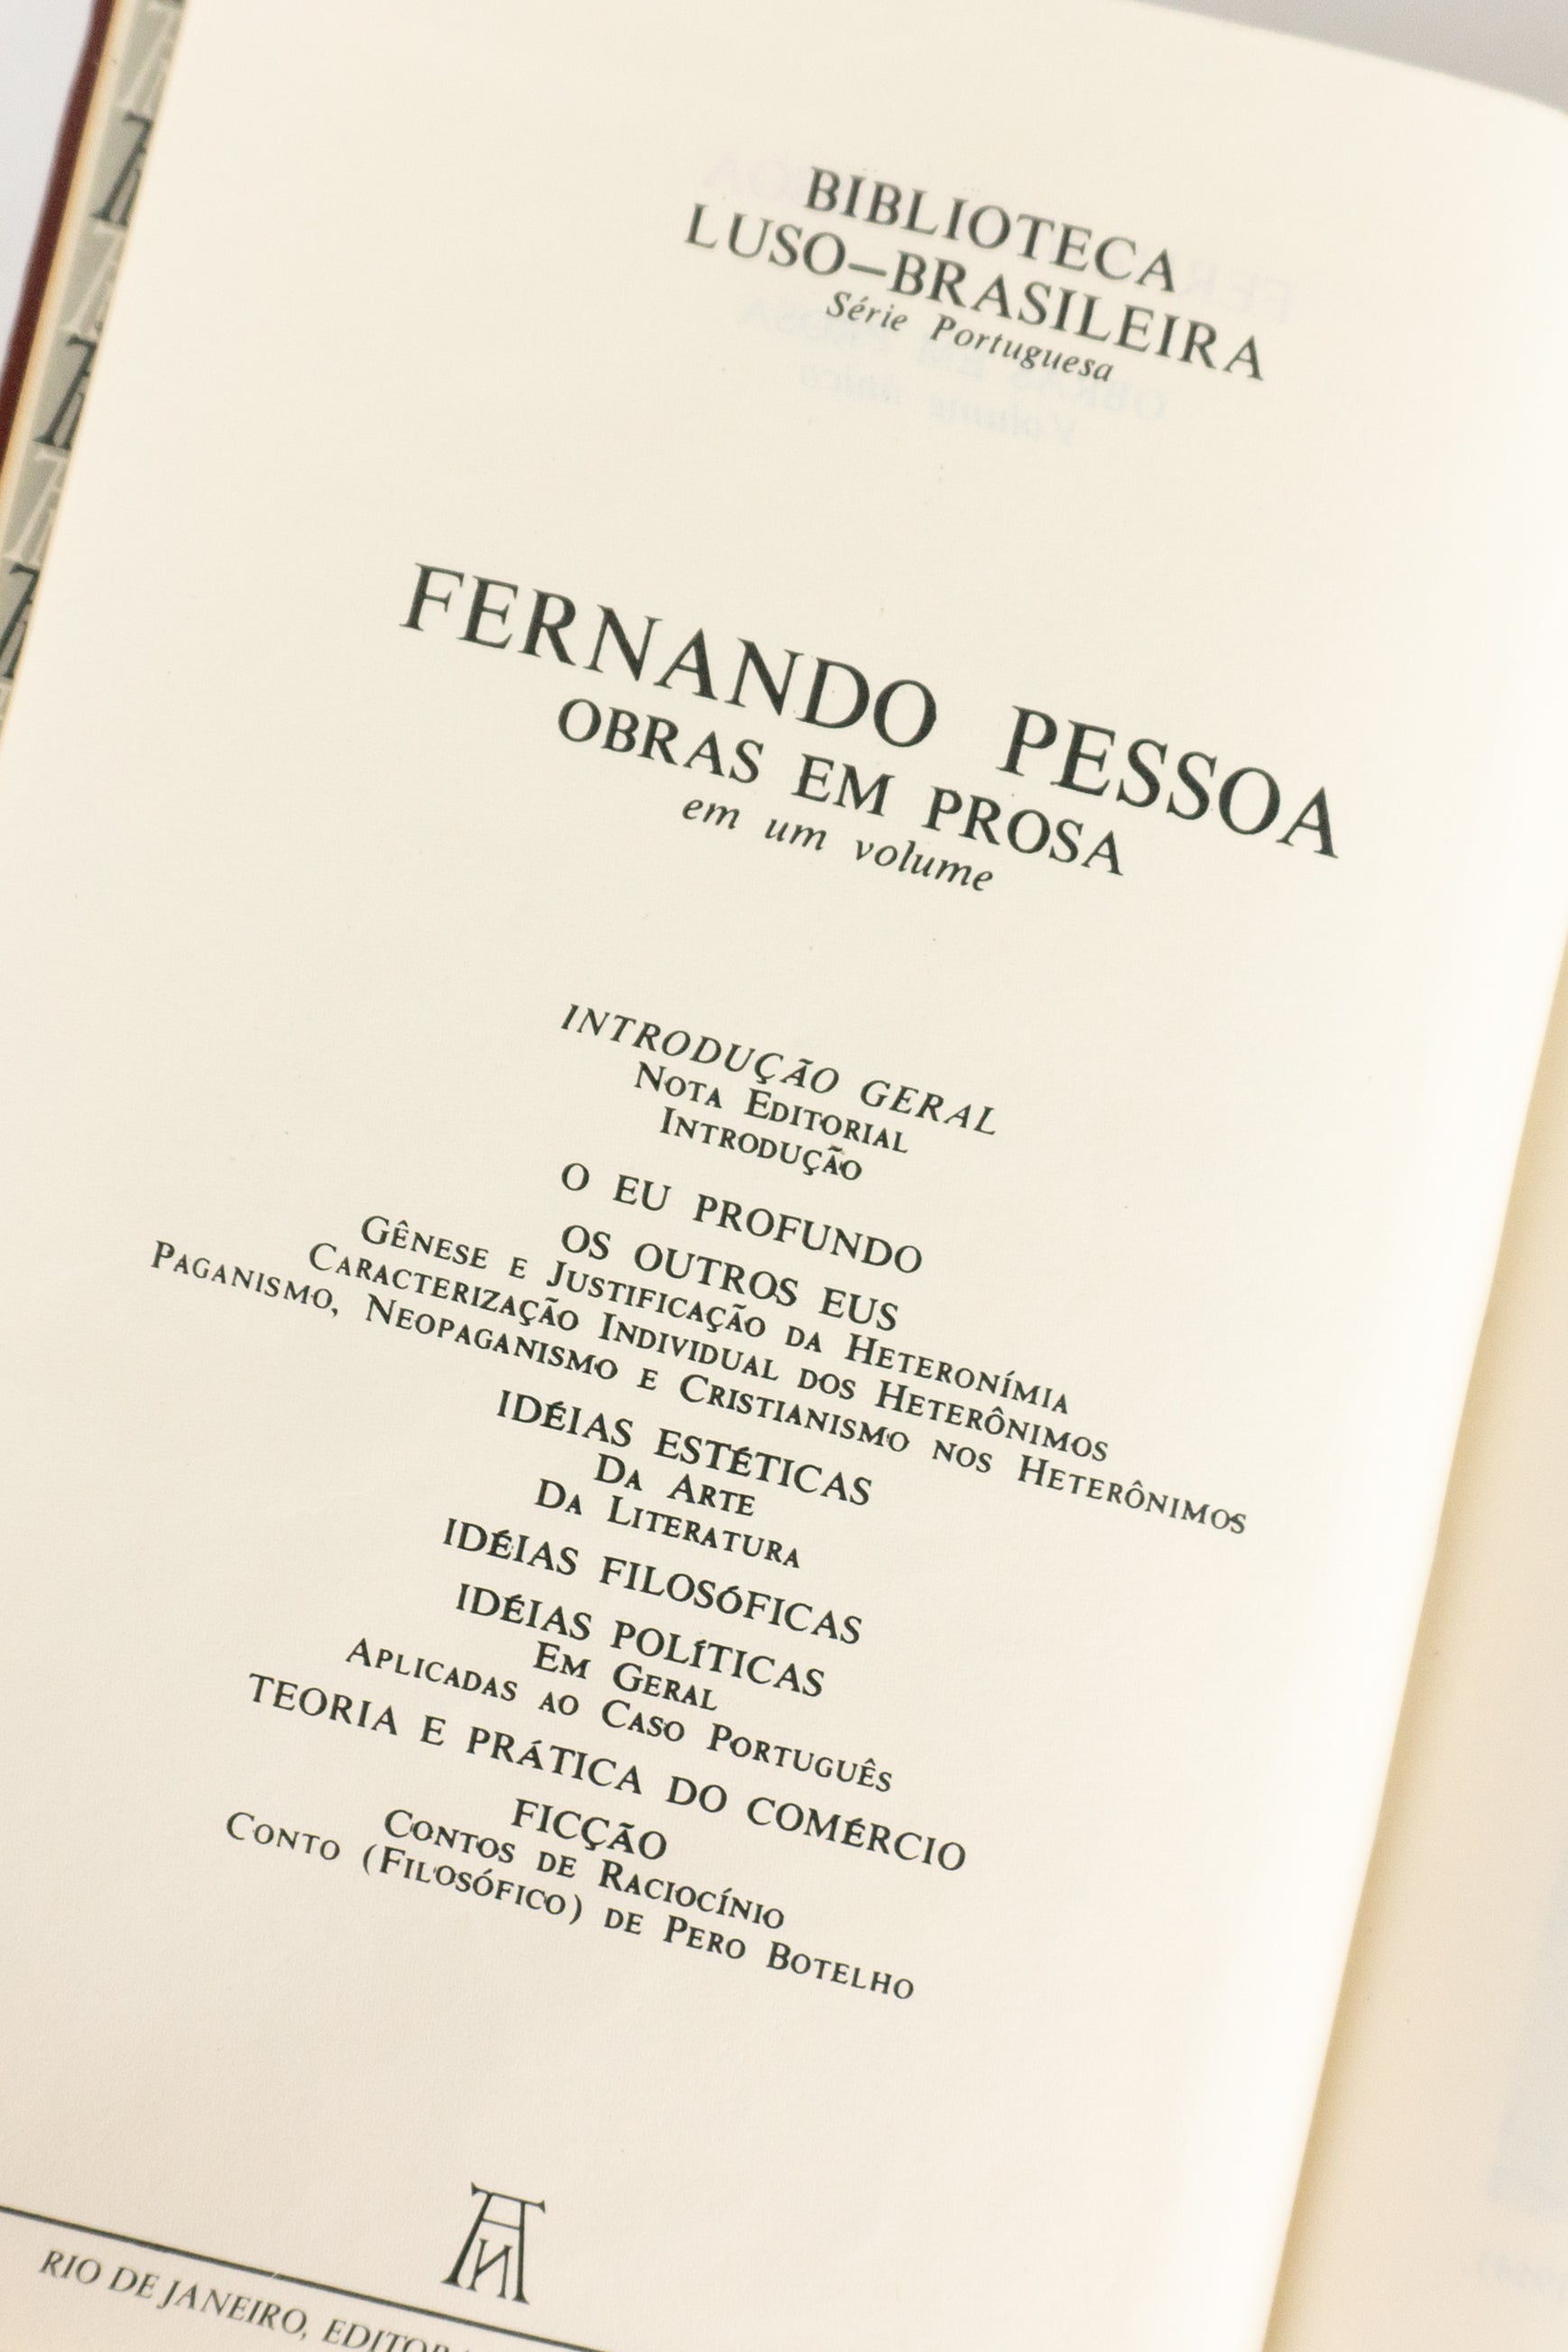 BIBLIOTECA
LUSO–BRASILEIRA
Série Portuguesa
FERNANDO PESSOA
OBRAS EM PROSA
em um volume
INTRODUÇÃO GERAL
NOTA EDITORIAL
INTRODUÇÃO
O EU PROFUNDO
OS OUTROS EUS
GÊNESE E JUSTIFICAÇÃO DA HETERONÍMIA
CARACTERIZAÇÃO INDIVIDUAL DOS HETERÔNIMOS
PAGANISMO, NEOPAGANISMO E CRISTIANISMO NOS HETERÔNIMOS
IDÉIAS ESTÉTICAS
DA ARTE
DA LITERATURA
IDÉIAS FILOSÓFICAS
IDÉIAS POLÍTICAS
EM GERAL
APLICADAS AO CASO PORTUGUÊS
TEORIA E PRÁTICA DO COMÉRCIO
FICÇÃO
CONTOS DE RACIOCÍNIO
CONTO (FILOSÓFICO) DE PERO BOTELHO
RIO DE JANEIRO,